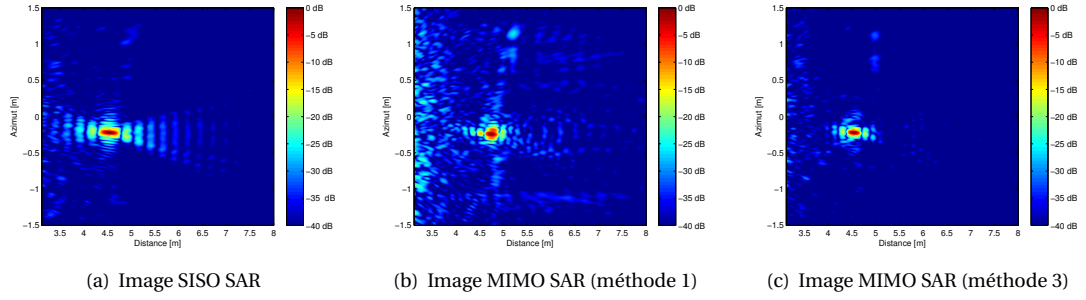 1.5
1
0.5
0
-0.5
-1
-1.5
Azimut [m]
3.5 4 4.5 5 5.5 6 6.5 7 7.5 8
Distance [m]
0 dB
-5 dB
-10 dB
-15 dB
-20 dB
-25 dB
-30 dB
-35 dB
-40 dB
(a) Image SISO SAR
1.5
1
0.5
0
-0.5
-1
-1.5
Azimut [m]
3.5 4 4.5 5 5.5 6 6.5 7 7.5 8
Distance [m]
0 dB
-5 dB
-10 dB
-15 dB
-20 dB
-25 dB
-30 dB
-35 dB
-40 dB
(b) Image MIMO SAR (méthode 1)
1.5
1
0.5
0
-0.5
-1
-1.5
Azimut [m]
3.5 4 4.5 5 5.5 6 6.5 7 7.5 8
Distance [m]
0 dB
-5 dB
-10 dB
-15 dB
-20 dB
-25 dB
-30 dB
-35 dB
-40 dB
(c) Image MIMO SAR (méthode 3)